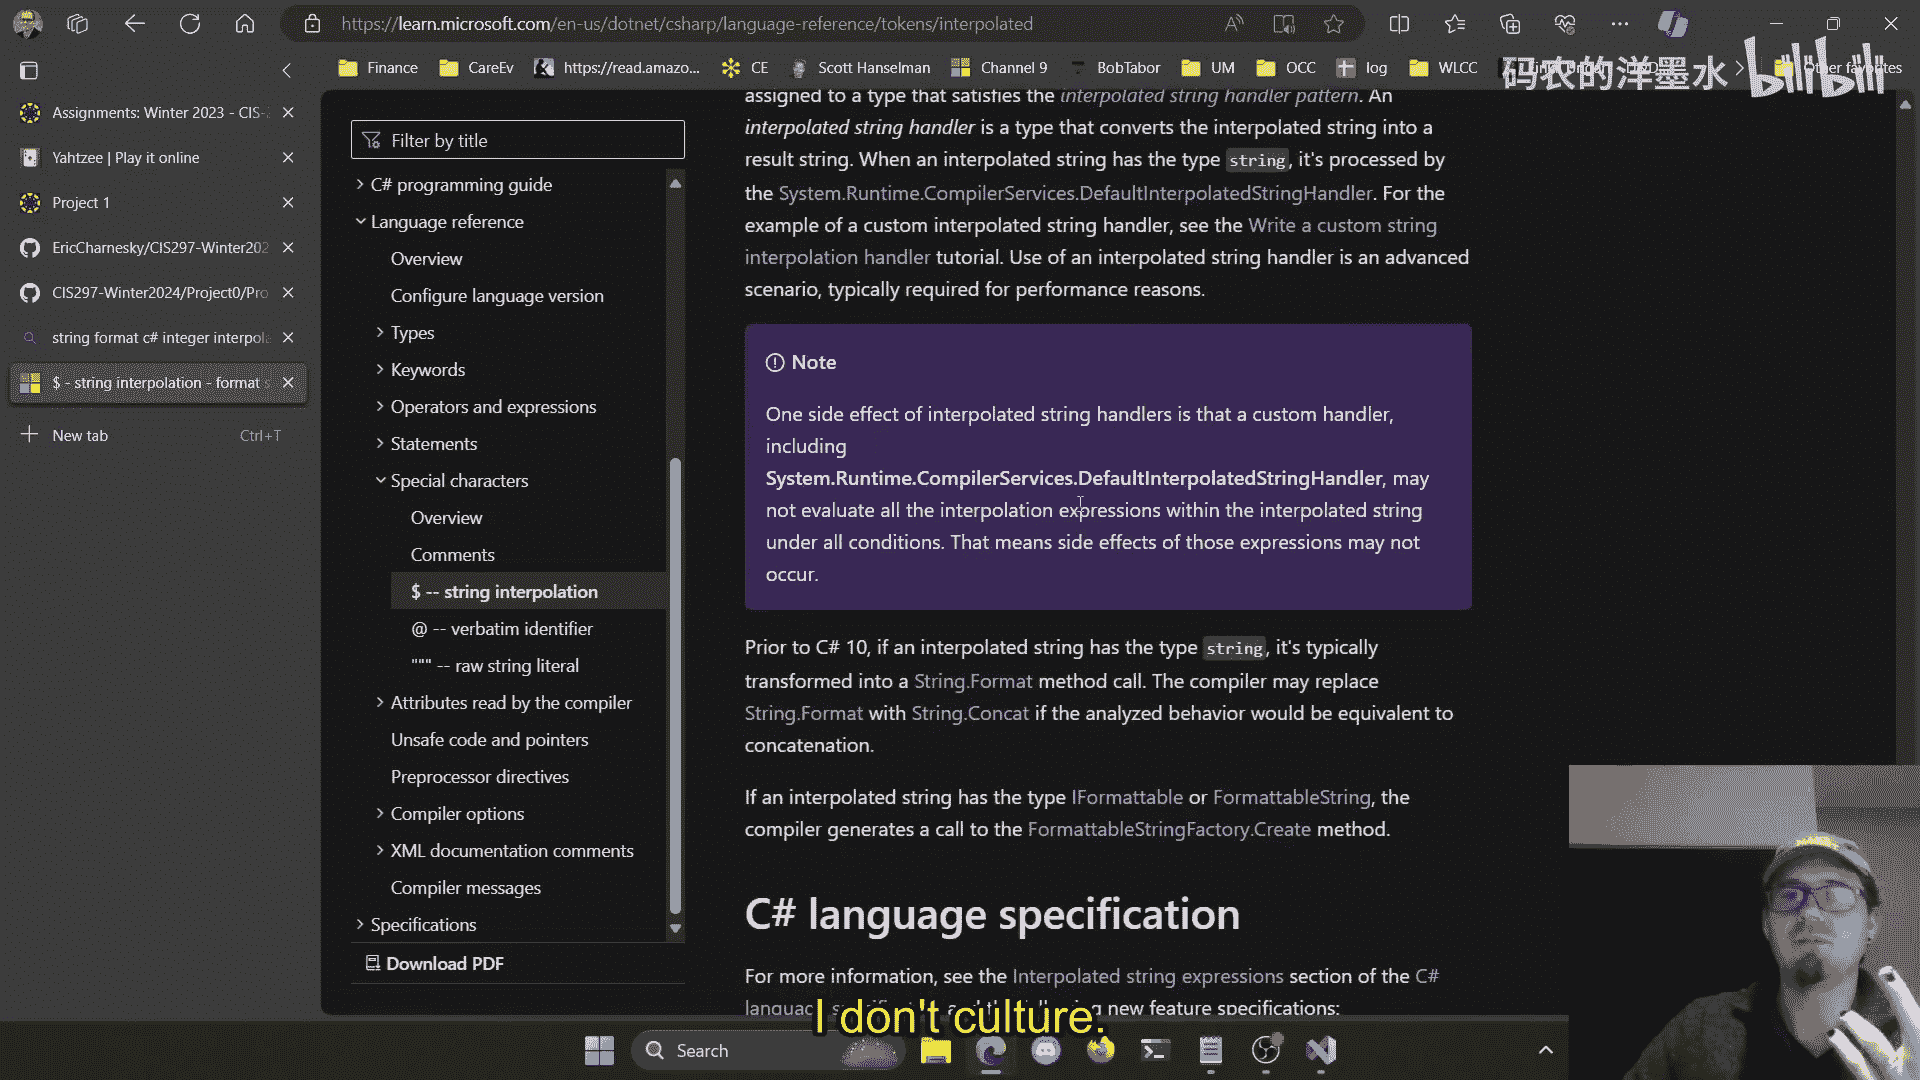 https://learn.microsoft.com/en-us/dotnet/csharp/language-reference/tokens/interpolated
Finance
CareEv
https://read.amazo...
CE
Scott Hanselman
Channel 9
BobTabor
UM
OCC
log
WLCC
Other favorites
码农的洋墨水
bilibili
Assignments: Winter 2023 - CIS-
Yahtzee | Play it online
Project 1
EricCharnesky/CIS297-Winter202
CIS297-Winter2024/Project0/Pro
string format c# integer interpola
$ - string interpolation - format s
New tab
Ctrl+T
Filter by title
C# programming guide
Language reference
Overview
Configure language version
Types
Keywords
Operators and expressions
Statements
Special characters
Overview
Comments
$ -- string interpolation
@ -- verbatim identifier
""" -- raw string literal
Attributes read by the compiler
Unsafe code and pointers
Preprocessor directives
Compiler options
XML documentation comments
Compiler messages
Specifications
Download PDF
assigned to a type that satisfies the interpolated string handler pattern. An
interpolated string handler is a type that converts the interpolated string into a
result string. When an interpolated string has the type string, it's processed by
the System.Runtime.CompilerServices.DefaultInterpolatedStringHandler. For the
example of a custom interpolated string handler, see the Write a custom string
interpolation handler tutorial. Use of an interpolated string handler is an advanced
scenario, typically required for performance reasons.
Note
One side effect of interpolated string handlers is that a custom handler,
including
System.Runtime.CompilerServices.DefaultInterpolatedStringHandler, may
not evaluate all the interpolation expressions within the interpolated string
under all conditions. That means side effects of those expressions may not
occur.
Prior to C# 10, if an interpolated string has the type string, it's typically
transformed into a String.Format method call. The compiler may replace
String.Format with String.Concat if the analyzed behavior would be equivalent to
concatenation.
If an interpolated string has the type IFormattable or FormattableString, the
compiler generates a call to the FormattableStringFactory.Create method.
C# language specification
For more information, see the Interpolated string expressions section of the C#
new feature specifications:
I don't culture.
Search